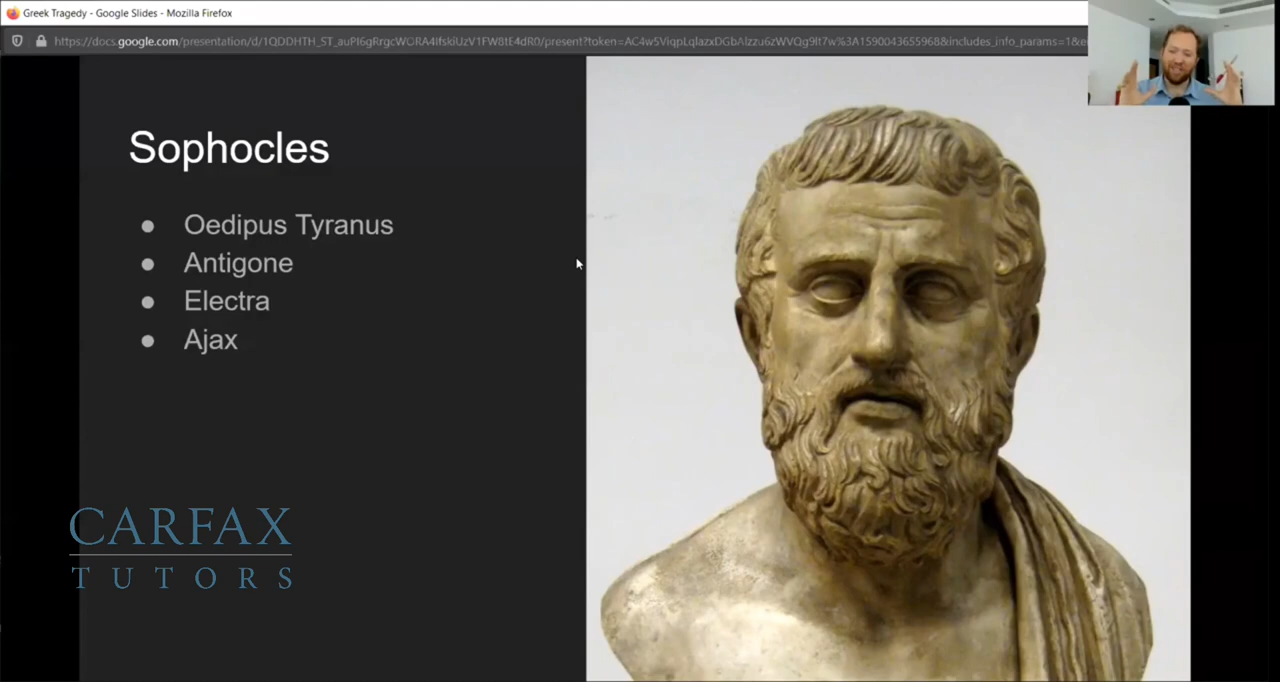 Greek Tragedy - Google Slides - Mozilla Firefox
Sophocles
● Oedipus Tyranus
● Antigone
● Electra
● Ajax
CARFAX
TUTORS